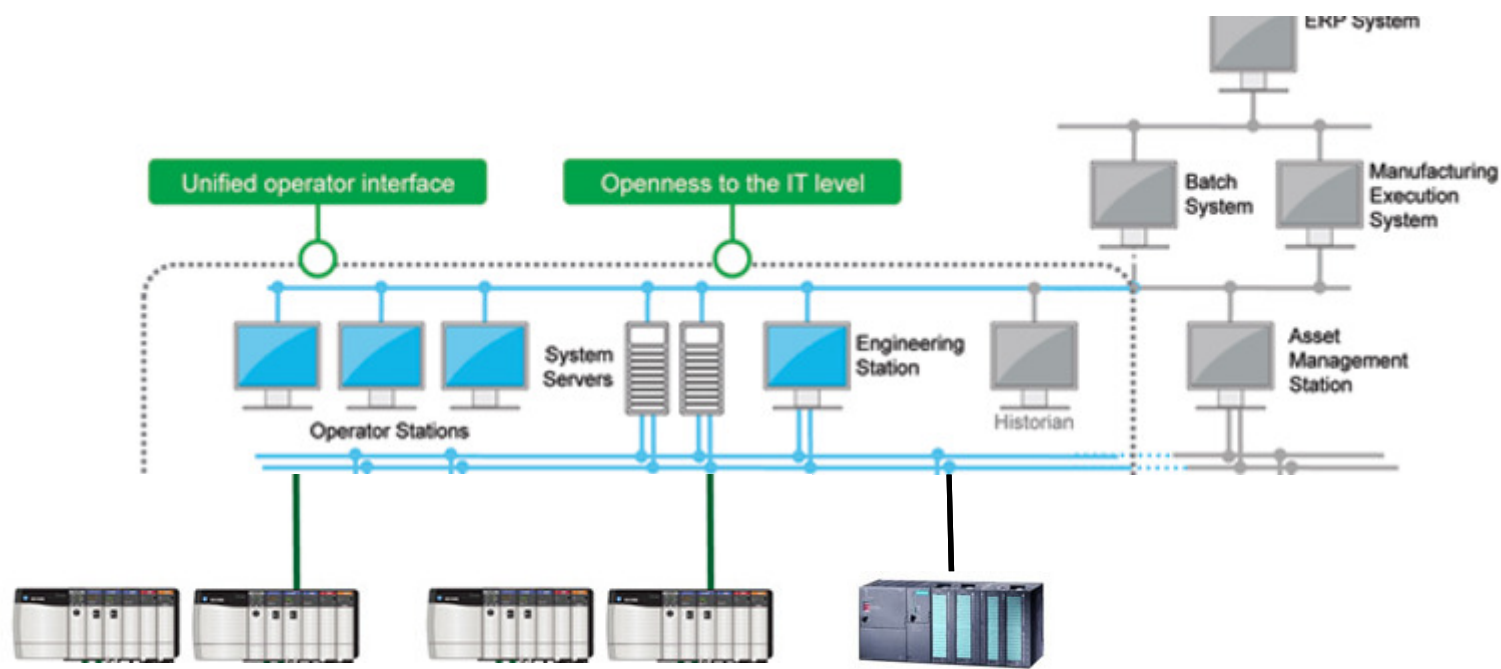 ERP System
Unified operator interface
Openness to the IT level
Batch
System
Manufacturing
Execution
System
System
Servers
Engineering
Station
Asset
Management
Station
Historian
Operator Stations